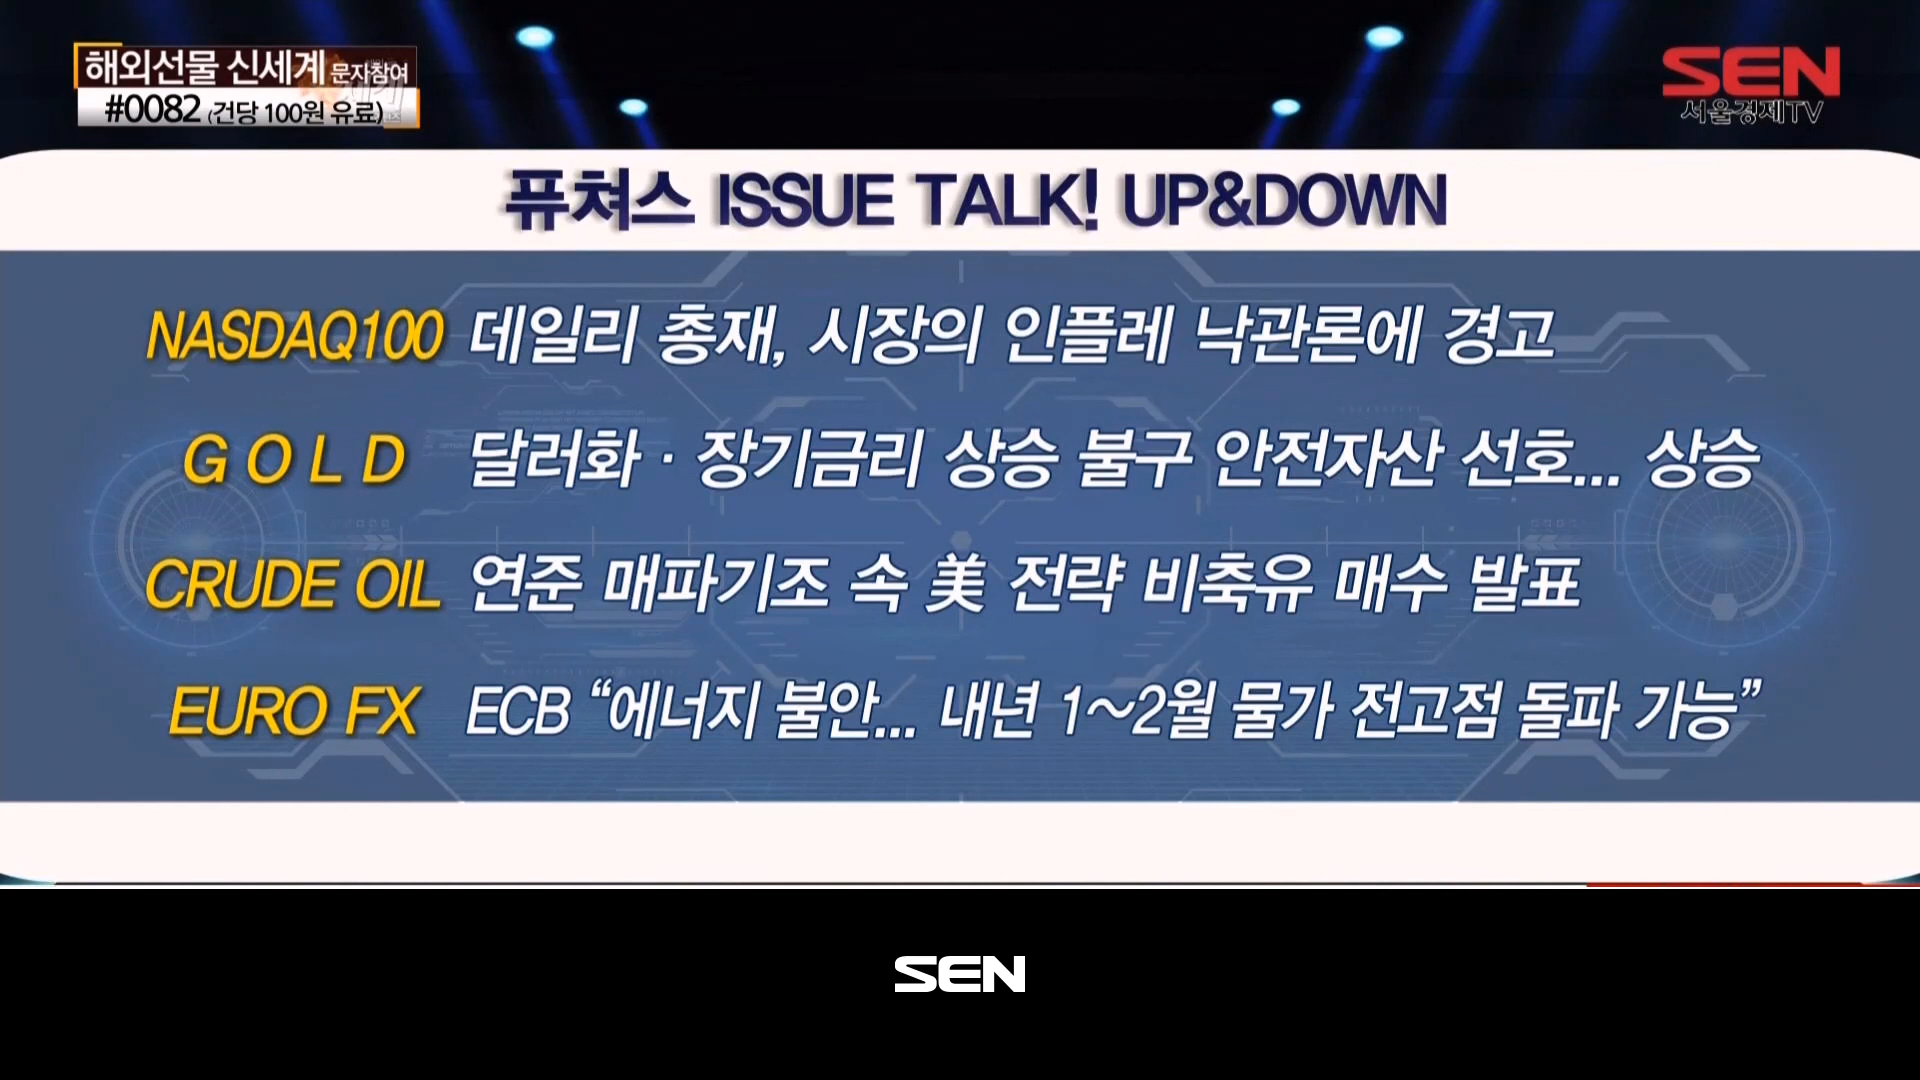 해외선물 신세계 문자참여
#0082 (건당 100원 유료)
SEN
서울경제TV
퓨쳐스 ISSUE TALK! UP&DOWN
NASDAQ100 데일리 총재, 시장의 인플레 낙관론에 경고
GOLD 달러화·장기금리 상승 불구 안전자산 선호... 상승
CRUDE OIL 연준 매파기조 속 美 전략 비축유 매수 발표
EURO FX ECB “에너지 불안... 내년 1~2월 물가 전고점 돌파 가능”
SEN